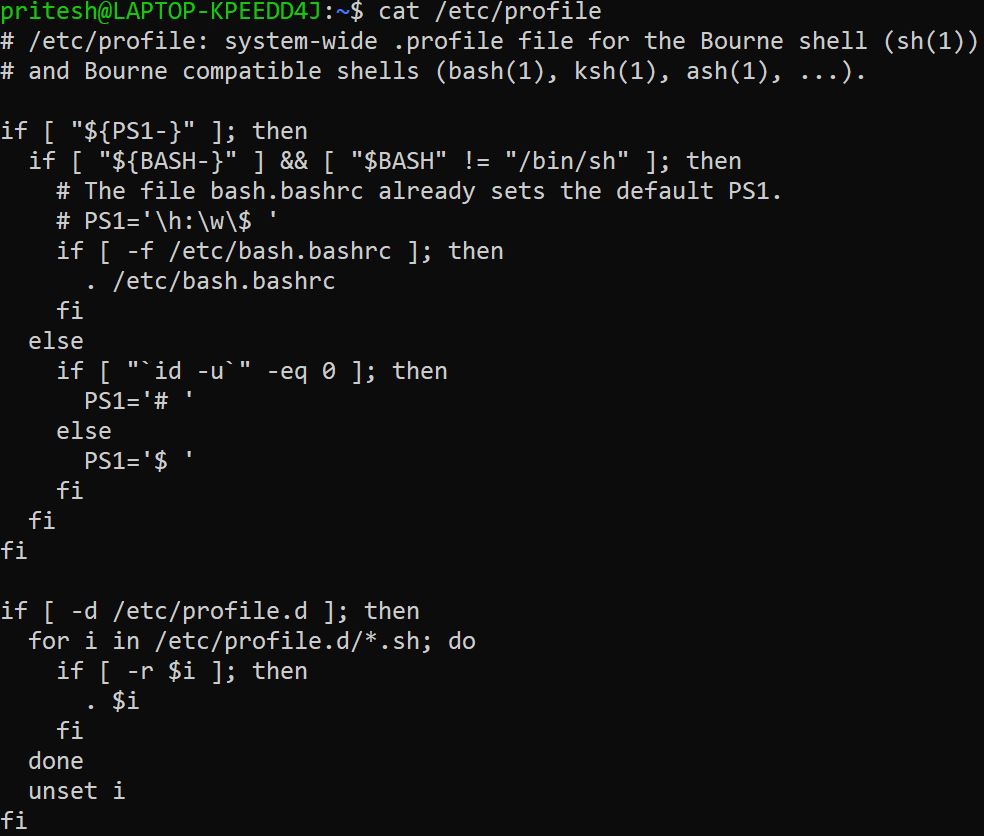 pritesh@LAPTOP-KPEEDD4J:~$ cat /etc/profile
# /etc/profile: system-wide .profile file for the Bourne shell (sh(1))
# and Bourne compatible shells (bash(1), ksh(1), ash(1), ...).

if [ "${PS1-}" ]; then
  if [ "${BASH-}" ] && [ "$BASH" != "/bin/sh" ]; then
    # The file bash.bashrc already sets the default PS1.
    # PS1='\h:\w\$ '
    if [ -f /etc/bash.bashrc ]; then
      . /etc/bash.bashrc
    fi
  else
    if [ "`id -u`" -eq 0 ]; then
      PS1='# '
    else
      PS1='$ '
    fi
  fi
fi

if [ -d /etc/profile.d ]; then
  for i in /etc/profile.d/*.sh; do
    if [ -r $i ]; then
      . $i
    fi
  done
  unset i
fi